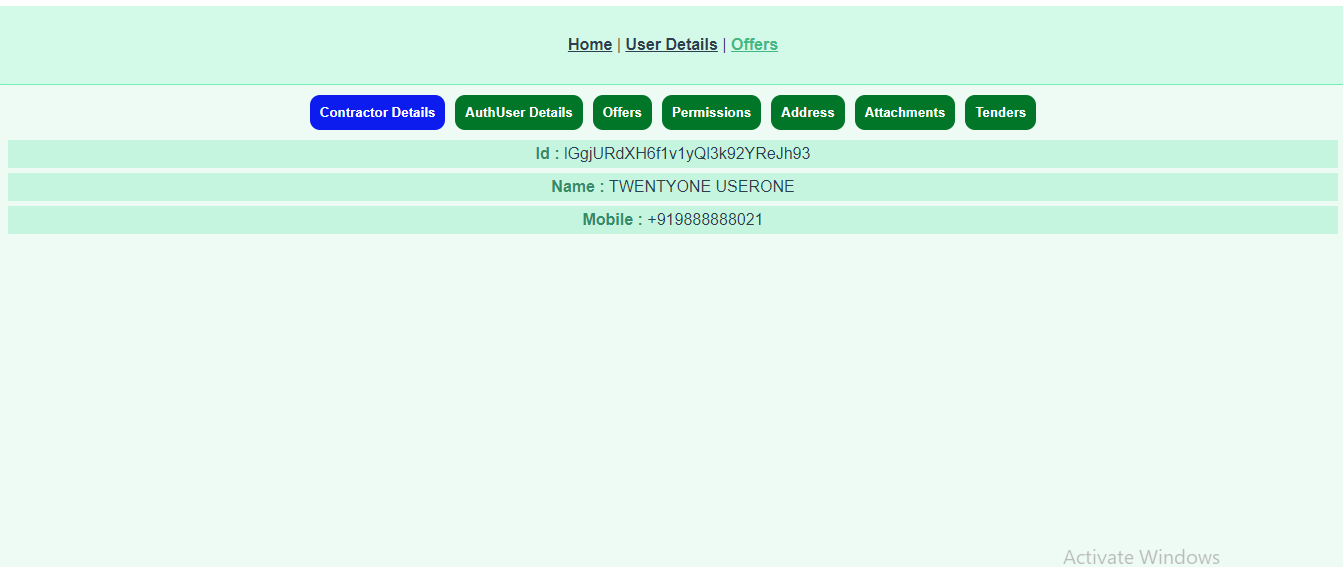 Home | User Details | Offers
Contractor Details AuthUser Details Offers Permissions Address Attachments Tenders
Id : lGgjURdXH6f1v1yQl3k92YReJh93
Name : TWENTYONE USERONE
Mobile : +919888888021
Activate Windows